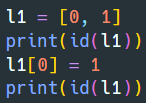 l1 = [0, 1]
print(id(l1))
l1[0] = 1
print(id(l1))